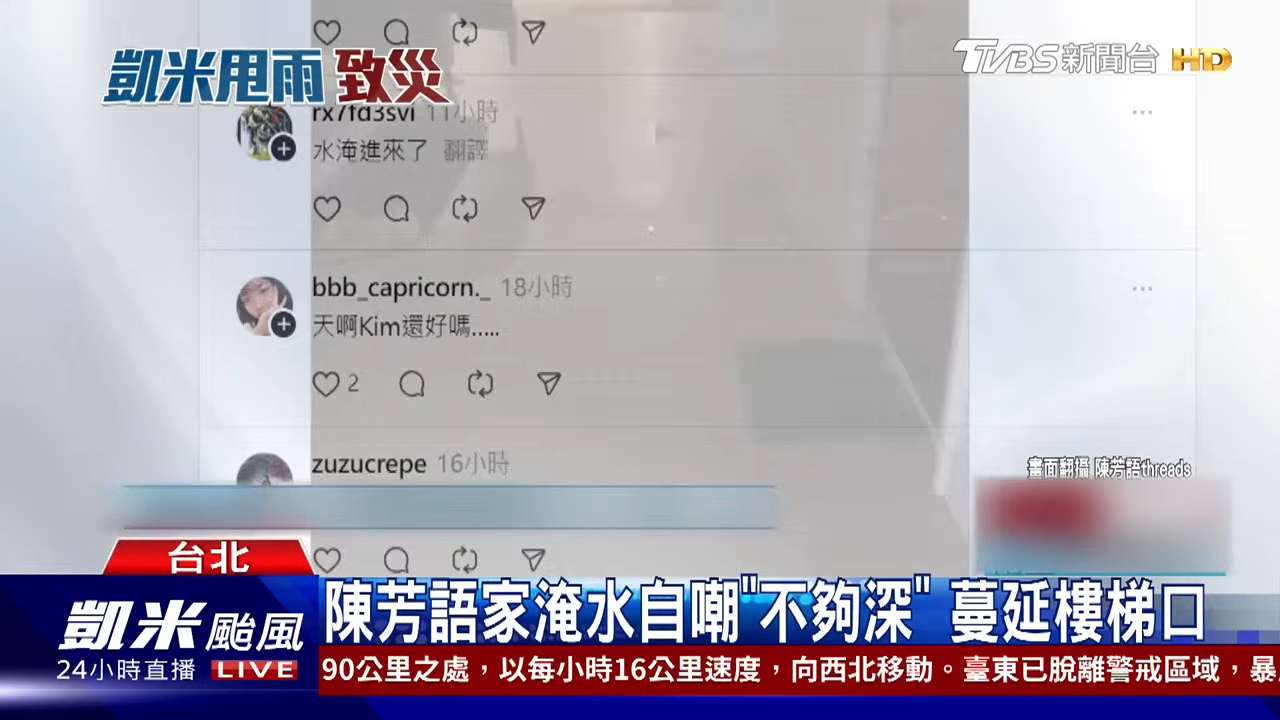 凱米甩雨 致災
TVBS新聞台 HD
rx7fd3svi 11小時
水淹進來了 翻譯
bbb_capricorn._ 18小時
天啊Kim還好嗎.....
2
zuzucrepe 16小時
畫面翻攝 陳芳語threads
台北
陳芳語家淹水自嘲"不夠深" 蔓延樓梯口
凱米颱風
24小時直播 LIVE
90公里之處，以每小時16公里速度，向西北移動。臺東已脫離警戒區域，暴